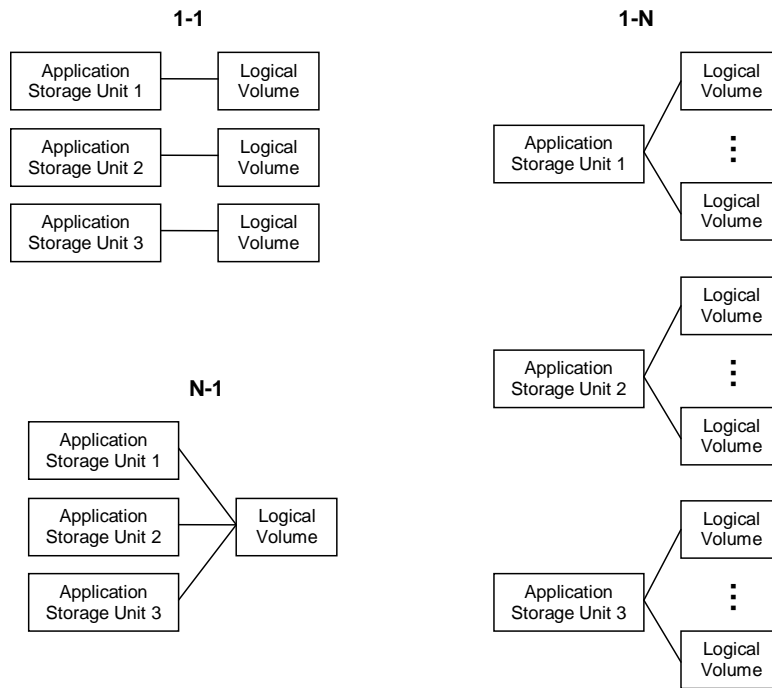 1-1
Application
Storage Unit 1
Logical
Volume
Application
Storage Unit 2
Logical
Volume
Application
Storage Unit 3
Logical
Volume
N-1
Application
Storage Unit 1
Application
Storage Unit 2
Application
Storage Unit 3
Logical
Volume
1-N
Application
Storage Unit 1
Logical
Volume
⋮
Logical
Volume
Application
Storage Unit 2
Logical
Volume
⋮
Logical
Volume
Application
Storage Unit 3
Logical
Volume
⋮
Logical
Volume